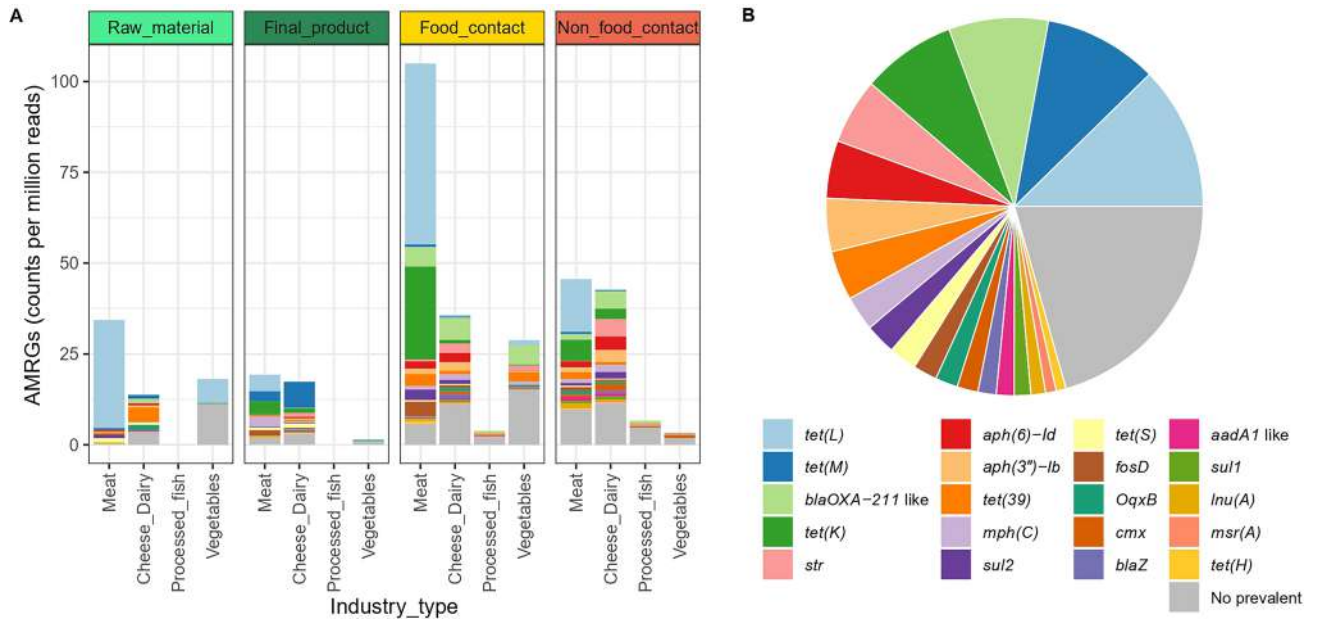 A
B
Raw_material
Final_product
Food_contact
Non_food_contact
AMRGs (counts per million reads)
100
75
50
25
0
Meat
Cheese_Dairy
Processed_fish
Vegetables
Meat
Cheese_Dairy
Processed_fish
Vegetables
Meat
Cheese_Dairy
Processed_fish
Vegetables
Meat
Cheese_Dairy
Processed_fish
Vegetables
Industry_type
tet(L)
tet(M)
blaOXA−211 like
tet(K)
str
aph(6)−Id
aph(3'')−Ib
tet(39)
mph(C)
sul2
tet(S)
fosD
OqxB
cmx
blaZ
aadA1 like
sul1
lnu(A)
msr(A)
tet(H)
No prevalent